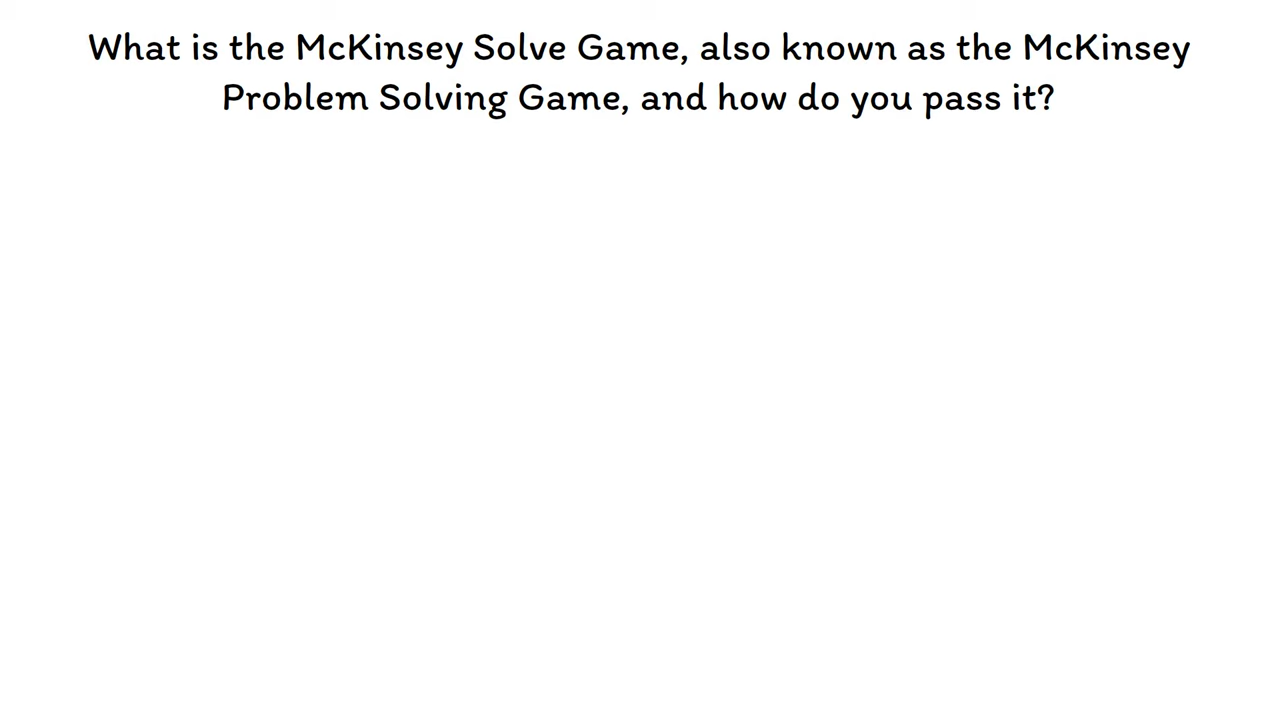 What is the McKinsey Solve Game, also known as the McKinsey
Problem Solving Game, and how do you pass it?